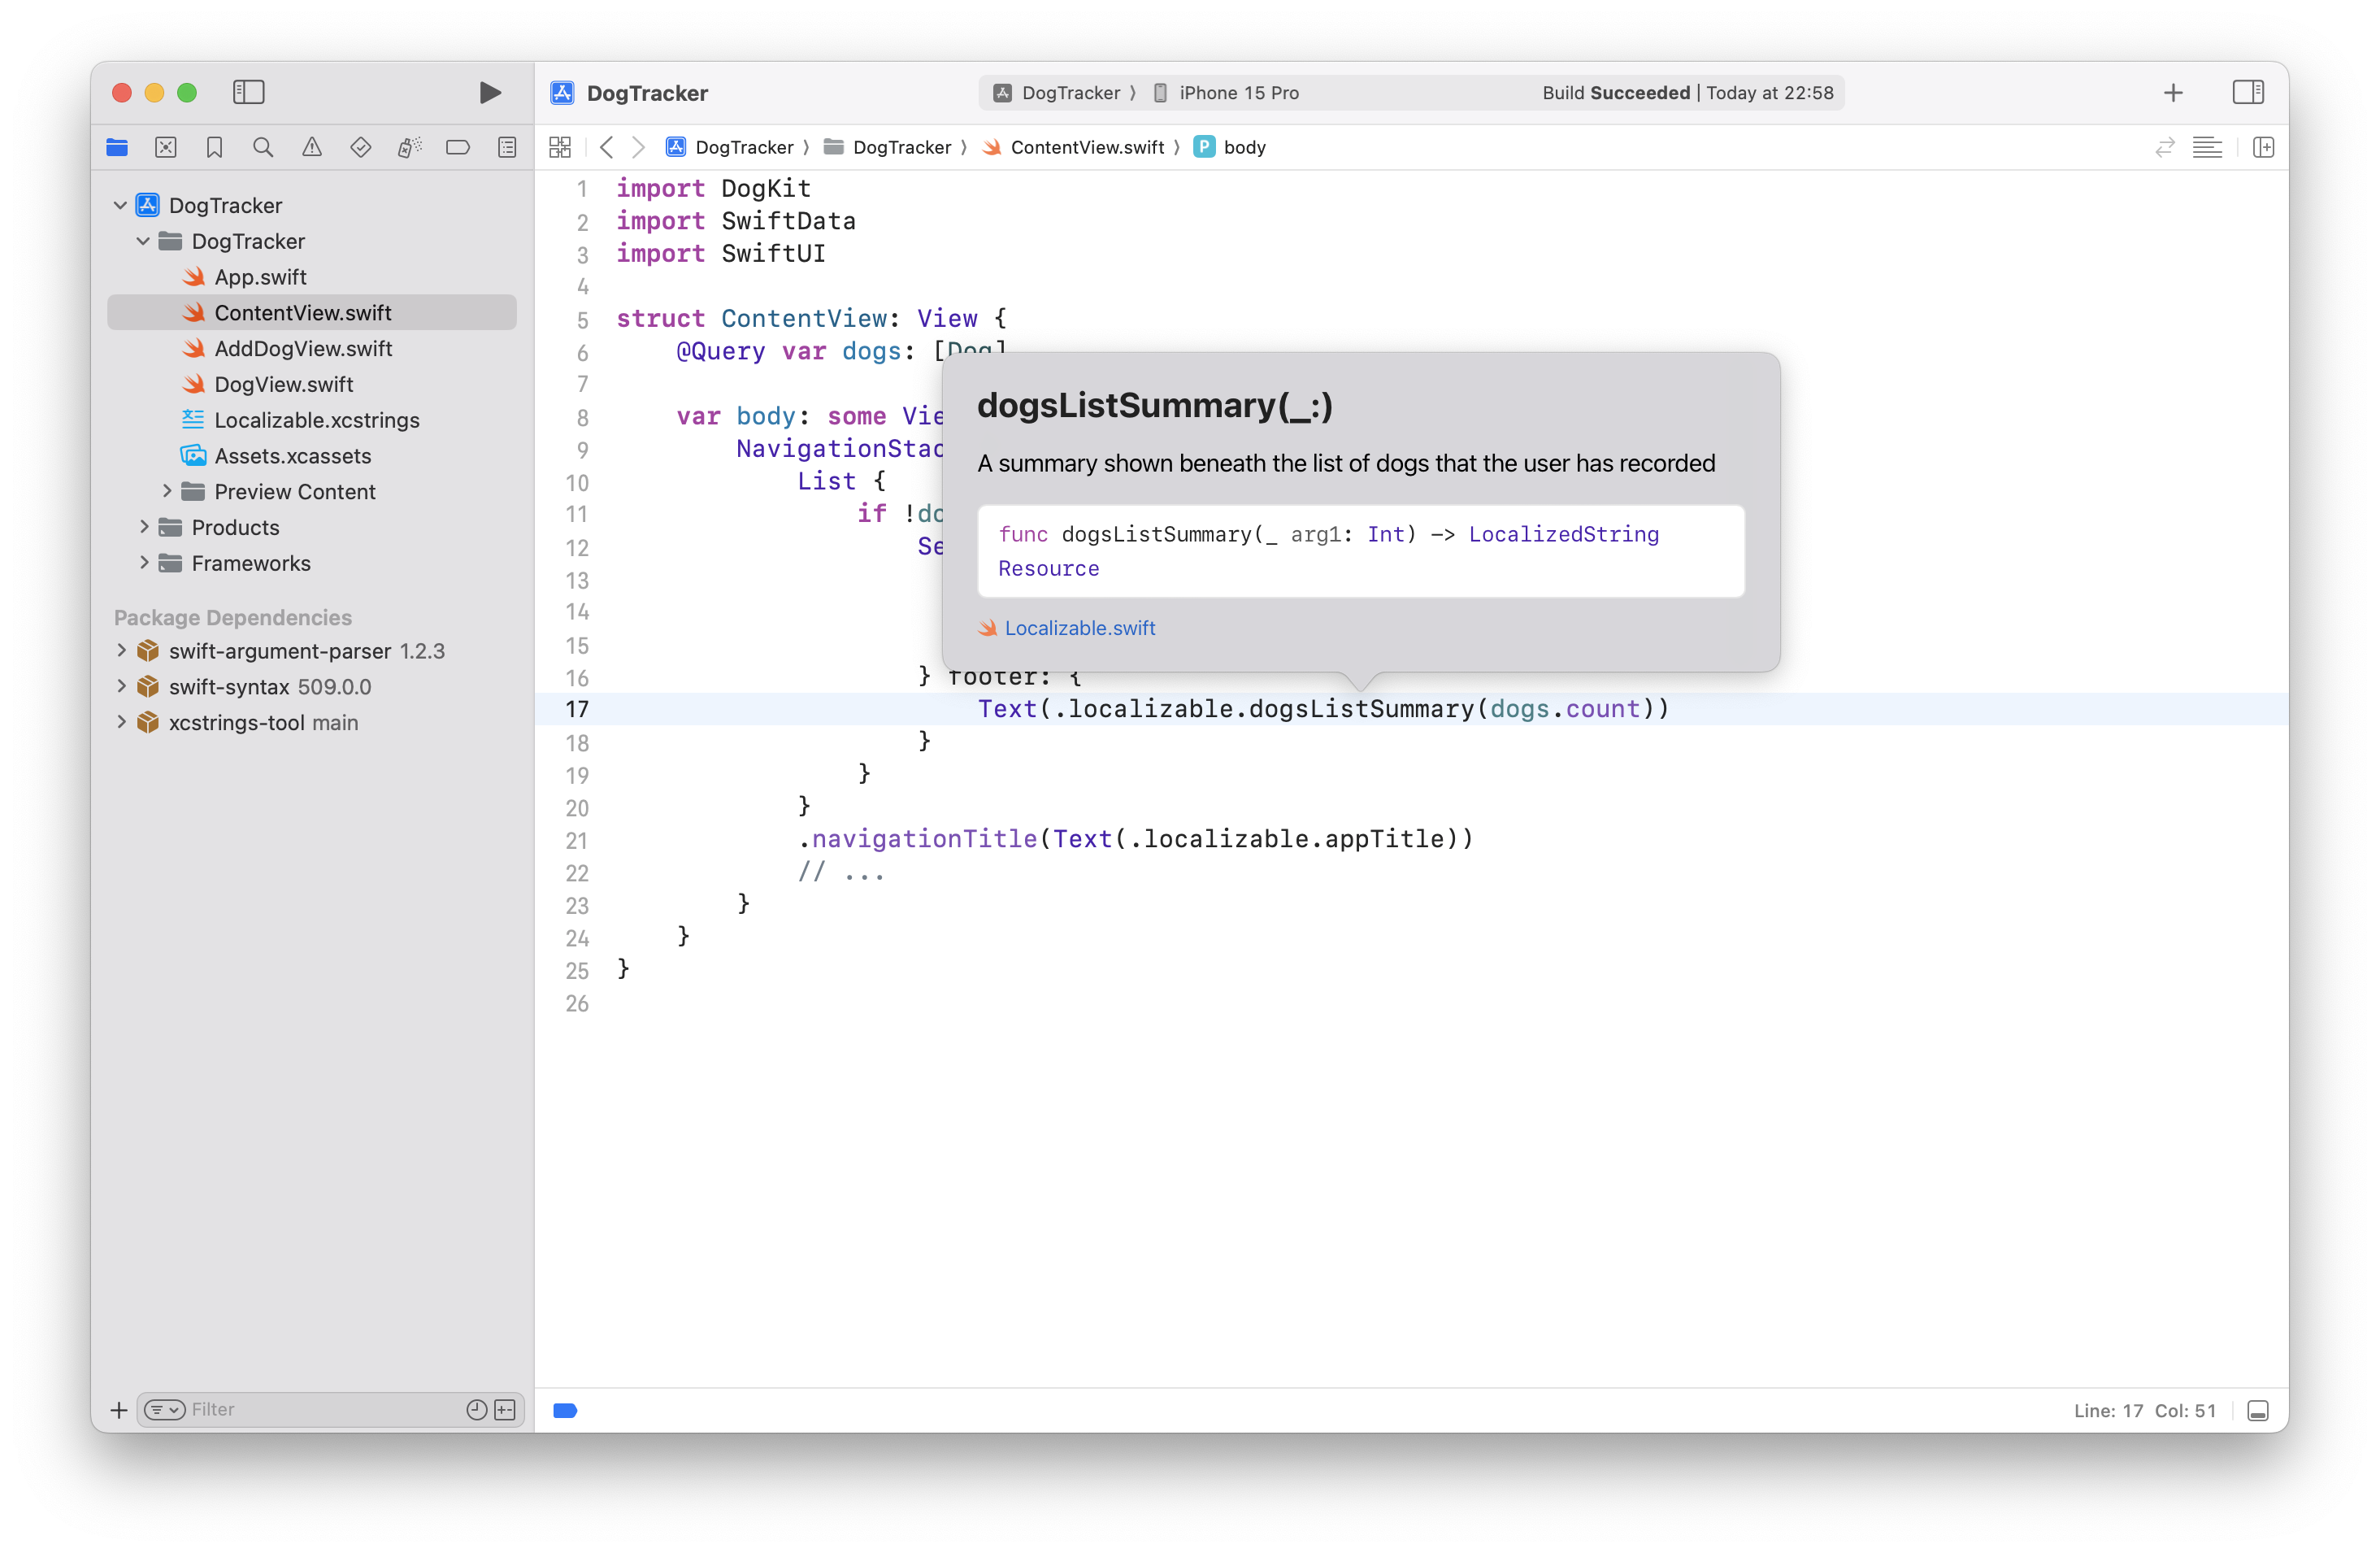 DogTracker
DogTracker 〉 iPhone 15 Pro
Build Succeeded | Today at 22:58
DogTracker 〉 DogTracker 〉 ContentView.swift 〉 P body
DogTracker
DogTracker
App.swift
ContentView.swift
AddDogView.swift
DogView.swift
Localizable.xcstrings
Assets.xcassets
Preview Content
Products
Frameworks
Package Dependencies
swift-argument-parser 1.2.3
swift-syntax 509.0.0
xcstrings-tool main
Filter
1 import DogKit
2 import SwiftData
3 import SwiftUI
4
5 struct ContentView: View {
6 @Query var dogs: [Dog]
7
8 var body: some Vie
9 NavigationStac
10 List {
11 if !do
12 Se
13
14
15
16 } footer: {
17 Text(.localizable.dogsListSummary(dogs.count))
18 }
19 }
20 }
21 .navigationTitle(Text(.localizable.appTitle))
22 // ...
23 }
24 }
25 }
26
dogsListSummary(_:)
A summary shown beneath the list of dogs that the user has recorded
func dogsListSummary(_ arg1: Int) -> LocalizedString
Resource
Localizable.swift
Line: 17 Col: 51